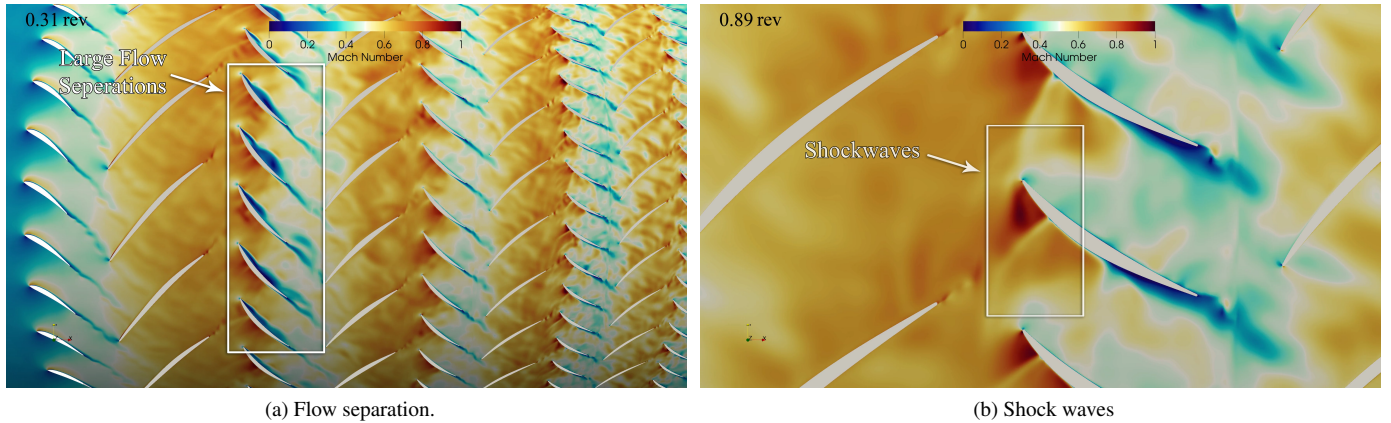 0.31 rev
0 0.2 0.4 0.6 0.8 1
Mach Number
Large Flow
Seperations
(a) Flow separation.
0.89 rev
0 0.2 0.4 0.6 0.8 1
Mach Number
Shockwaves
(b) Shock waves